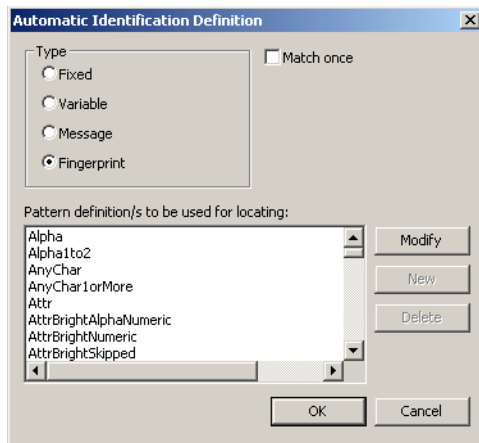 Automatic Identification Definition
Type
Fixed
Variable
Message
Fingerprint
Match once
Pattern definition/s to be used for locating:
Alpha
Alpha1to2
AnyChar
AnyChar1orMore
Attr
AttrBrightAlphaNumeric
AttrBrightNumeric
AttrBrightSkipped
Modify
New
Delete
OK
Cancel